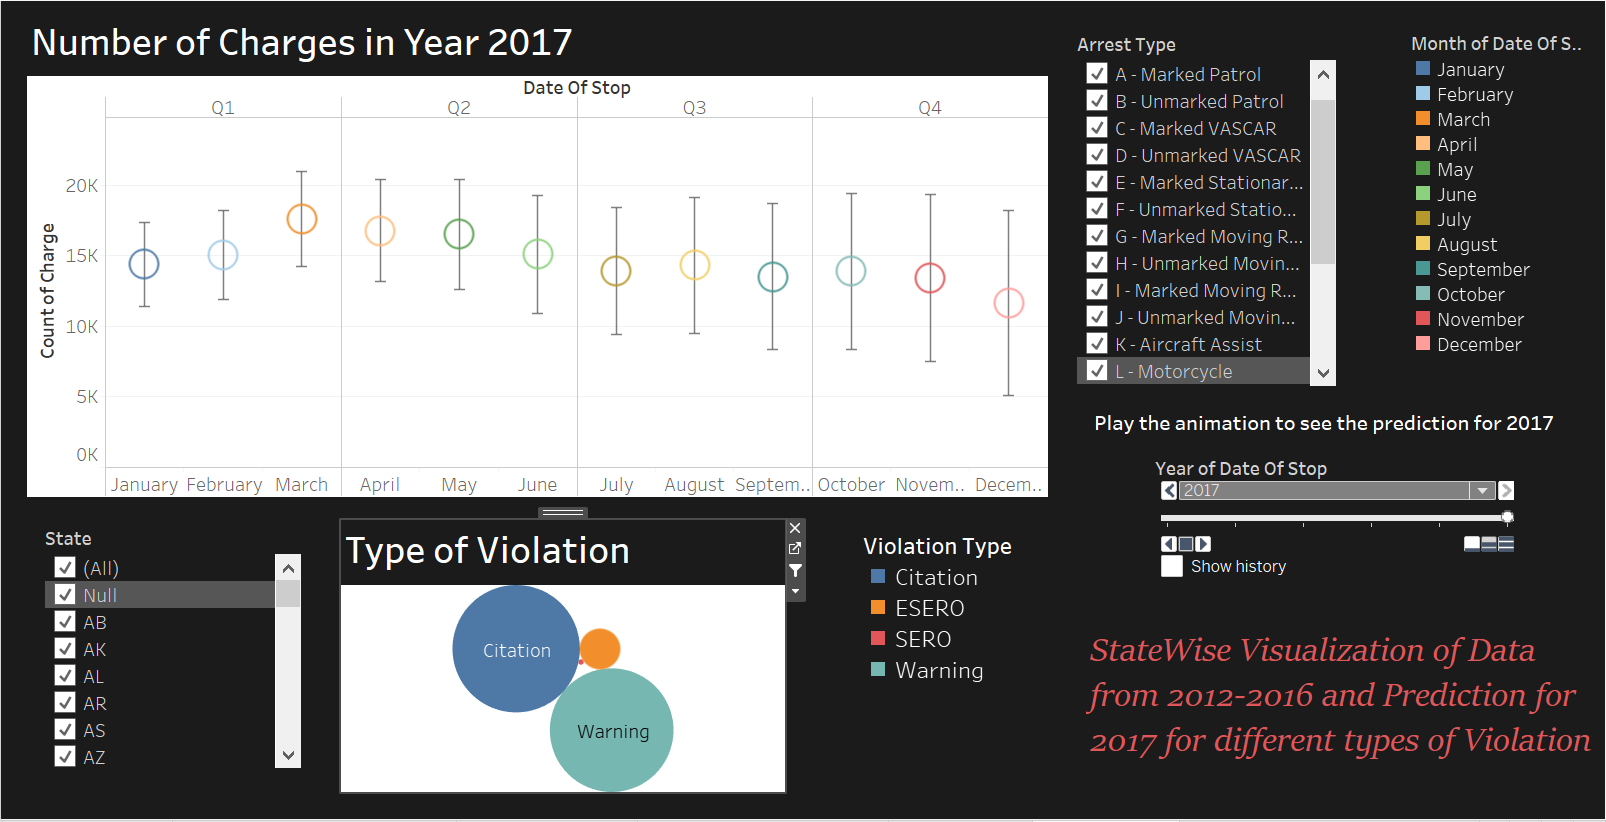 Number of Charges in Year 2017
Date Of Stop
Q1 Q2 Q3 Q4
Count of Charge
20K
15K
10K
5K
0K
January February March April May June July August Septem.. October Novem.. Decem..
Arrest Type
A - Marked Patrol
B - Unmarked Patrol
C - Marked VASCAR
D - Unmarked VASCAR
E - Marked Stationar...
F - Unmarked Statio...
G - Marked Moving R...
H - Unmarked Movin...
I - Marked Moving R...
J - Unmarked Movin...
K - Aircraft Assist
L - Motorcycle
Month of Date Of S..
January
February
March
April
May
June
July
August
September
October
November
December
Play the animation to see the prediction for 2017
Year of Date Of Stop
2017
Show history
State
(All)
Null
AB
AK
AL
AR
AS
AZ
Type of Violation
Citation
Warning
Violation Type
Citation
ESERO
SERO
Warning
StateWise Visualization of Data
from 2012-2016 and Prediction for
2017 for different types of Violation